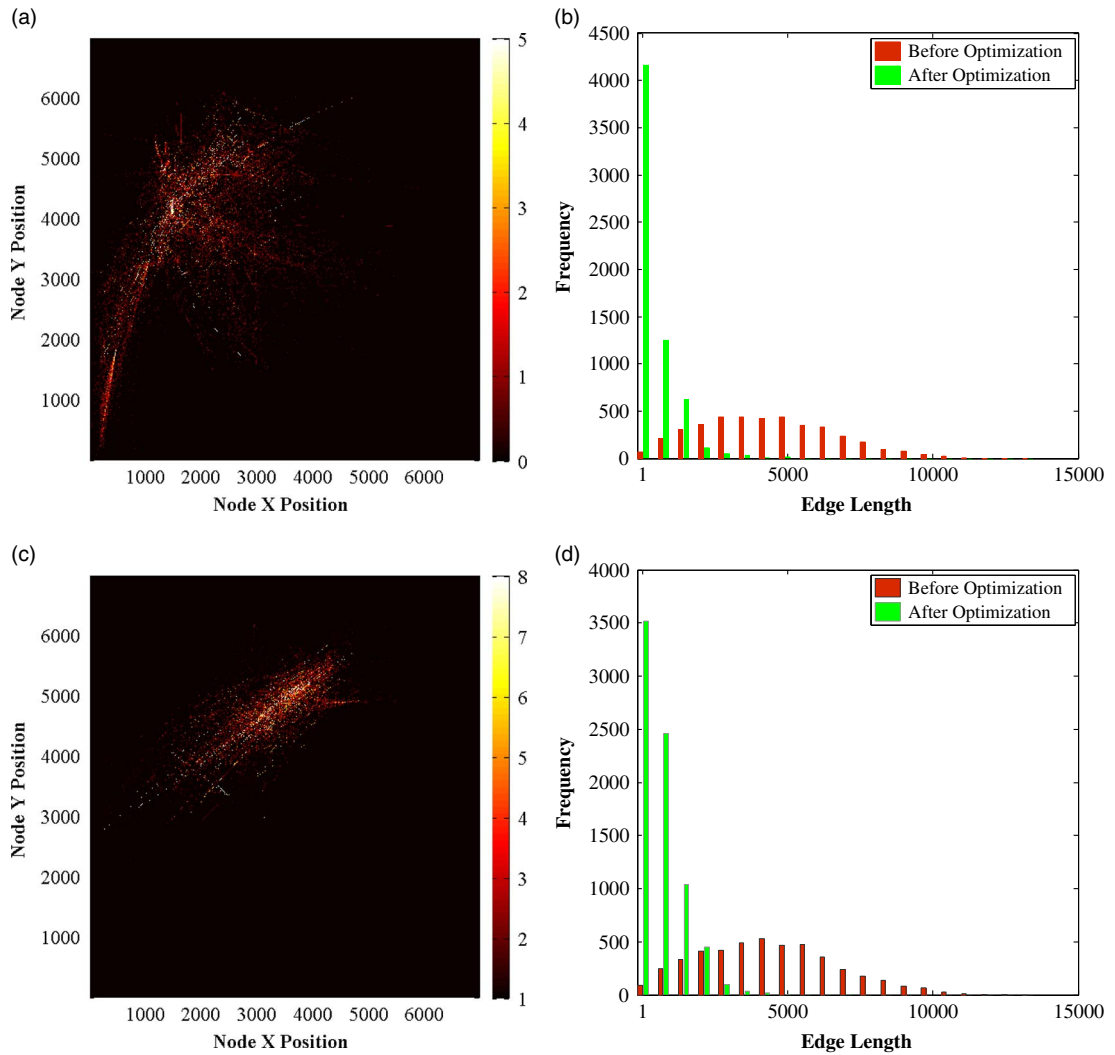 (a)
5
4
3
2
1
0
6000
5000
4000
3000
2000
1000
Node Y Position
1000 2000 3000 4000 5000 6000
Node X Position
(b)
4500
4000
3500
3000
2500
2000
1500
1000
500
0
Frequency
Before Optimization
After Optimization
1 5000 10000 15000
Edge Length
(c)
8
7
6
5
4
3
2
1
6000
5000
4000
3000
2000
1000
Node Y Position
1000 2000 3000 4000 5000 6000
Node X Position
(d)
4000
3500
3000
2500
2000
1500
1000
500
0
Frequency
Before Optimization
After Optimization
1 5000 10000 15000
Edge Length